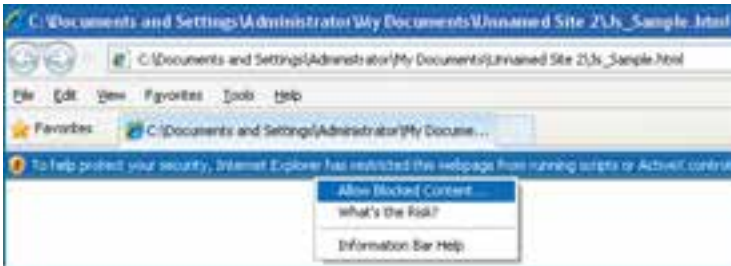 C:\Documents and Settings\Administrator\My Documents\Unnamed Site 2\Js_Sample.html
C:\Documents and Settings\Administrator\My Documents\Unnamed Site 2\Js_Sample.html
File Edit View Favorites Tools Help
Favorites C:\Documents and Settings\Administrator\My Docume...
To help protect your security, Internet Explorer has restricted this webpage from running scripts or ActiveX control
Allow Blocked Content...
What's the Risk?
Information Bar Help